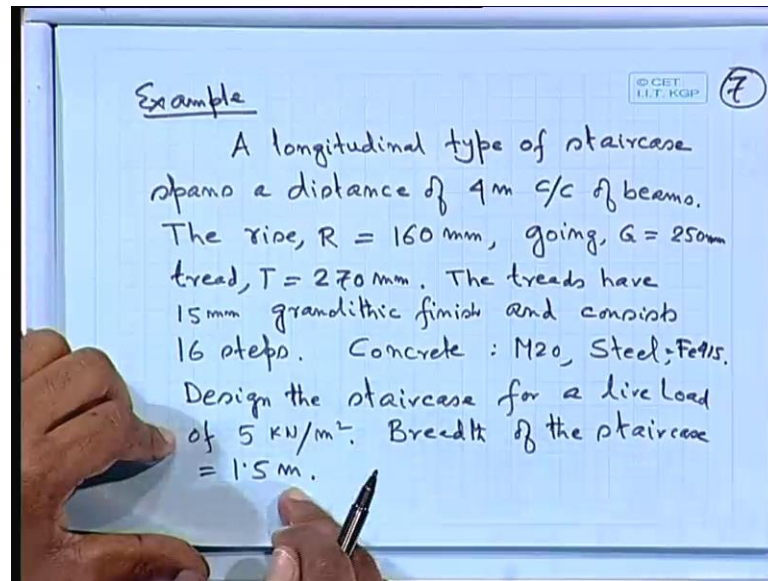 © CET
I.I.T. KGP
7
Example
A longitudinal type of staircase
spans a distance of 4m c/c of beams.
The rise, R = 160 mm, going, G = 250mm
tread, T = 270 mm. The treads have
15 mm granolithic finish and consists
16 steps. Concrete : M20, Steel : Fe415.
Design the staircase for a live load
of 5 KN/m². Breadth of the staircase
= 1.5 m.